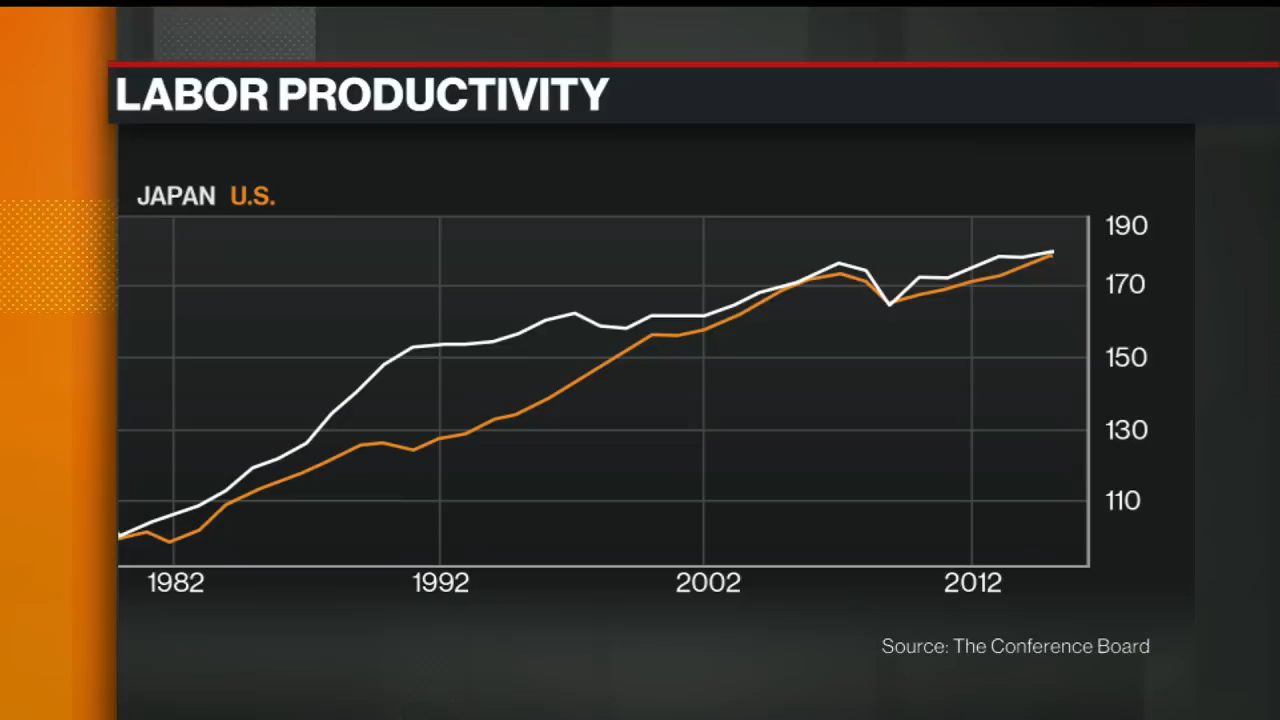 LABOR PRODUCTIVITY
JAPAN U.S.
190
170
150
130
110
1982 1992 2002 2012
Source: The Conference Board